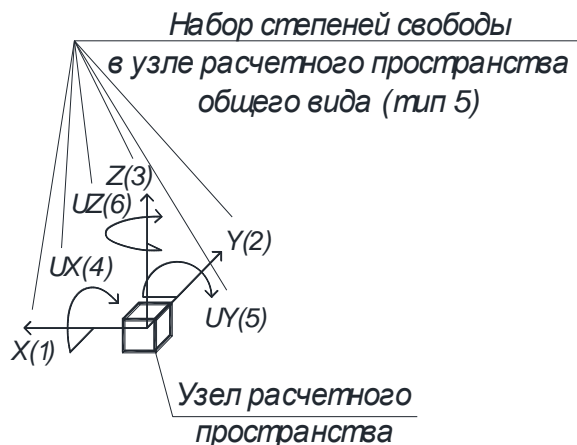 Набор степеней свободы
в узле расчетного пространства
общего вида (тип 5)
Z(3)
UZ(6)
Y(2)
UX(4)
UY(5)
X(1)
Узел расчетного
пространства